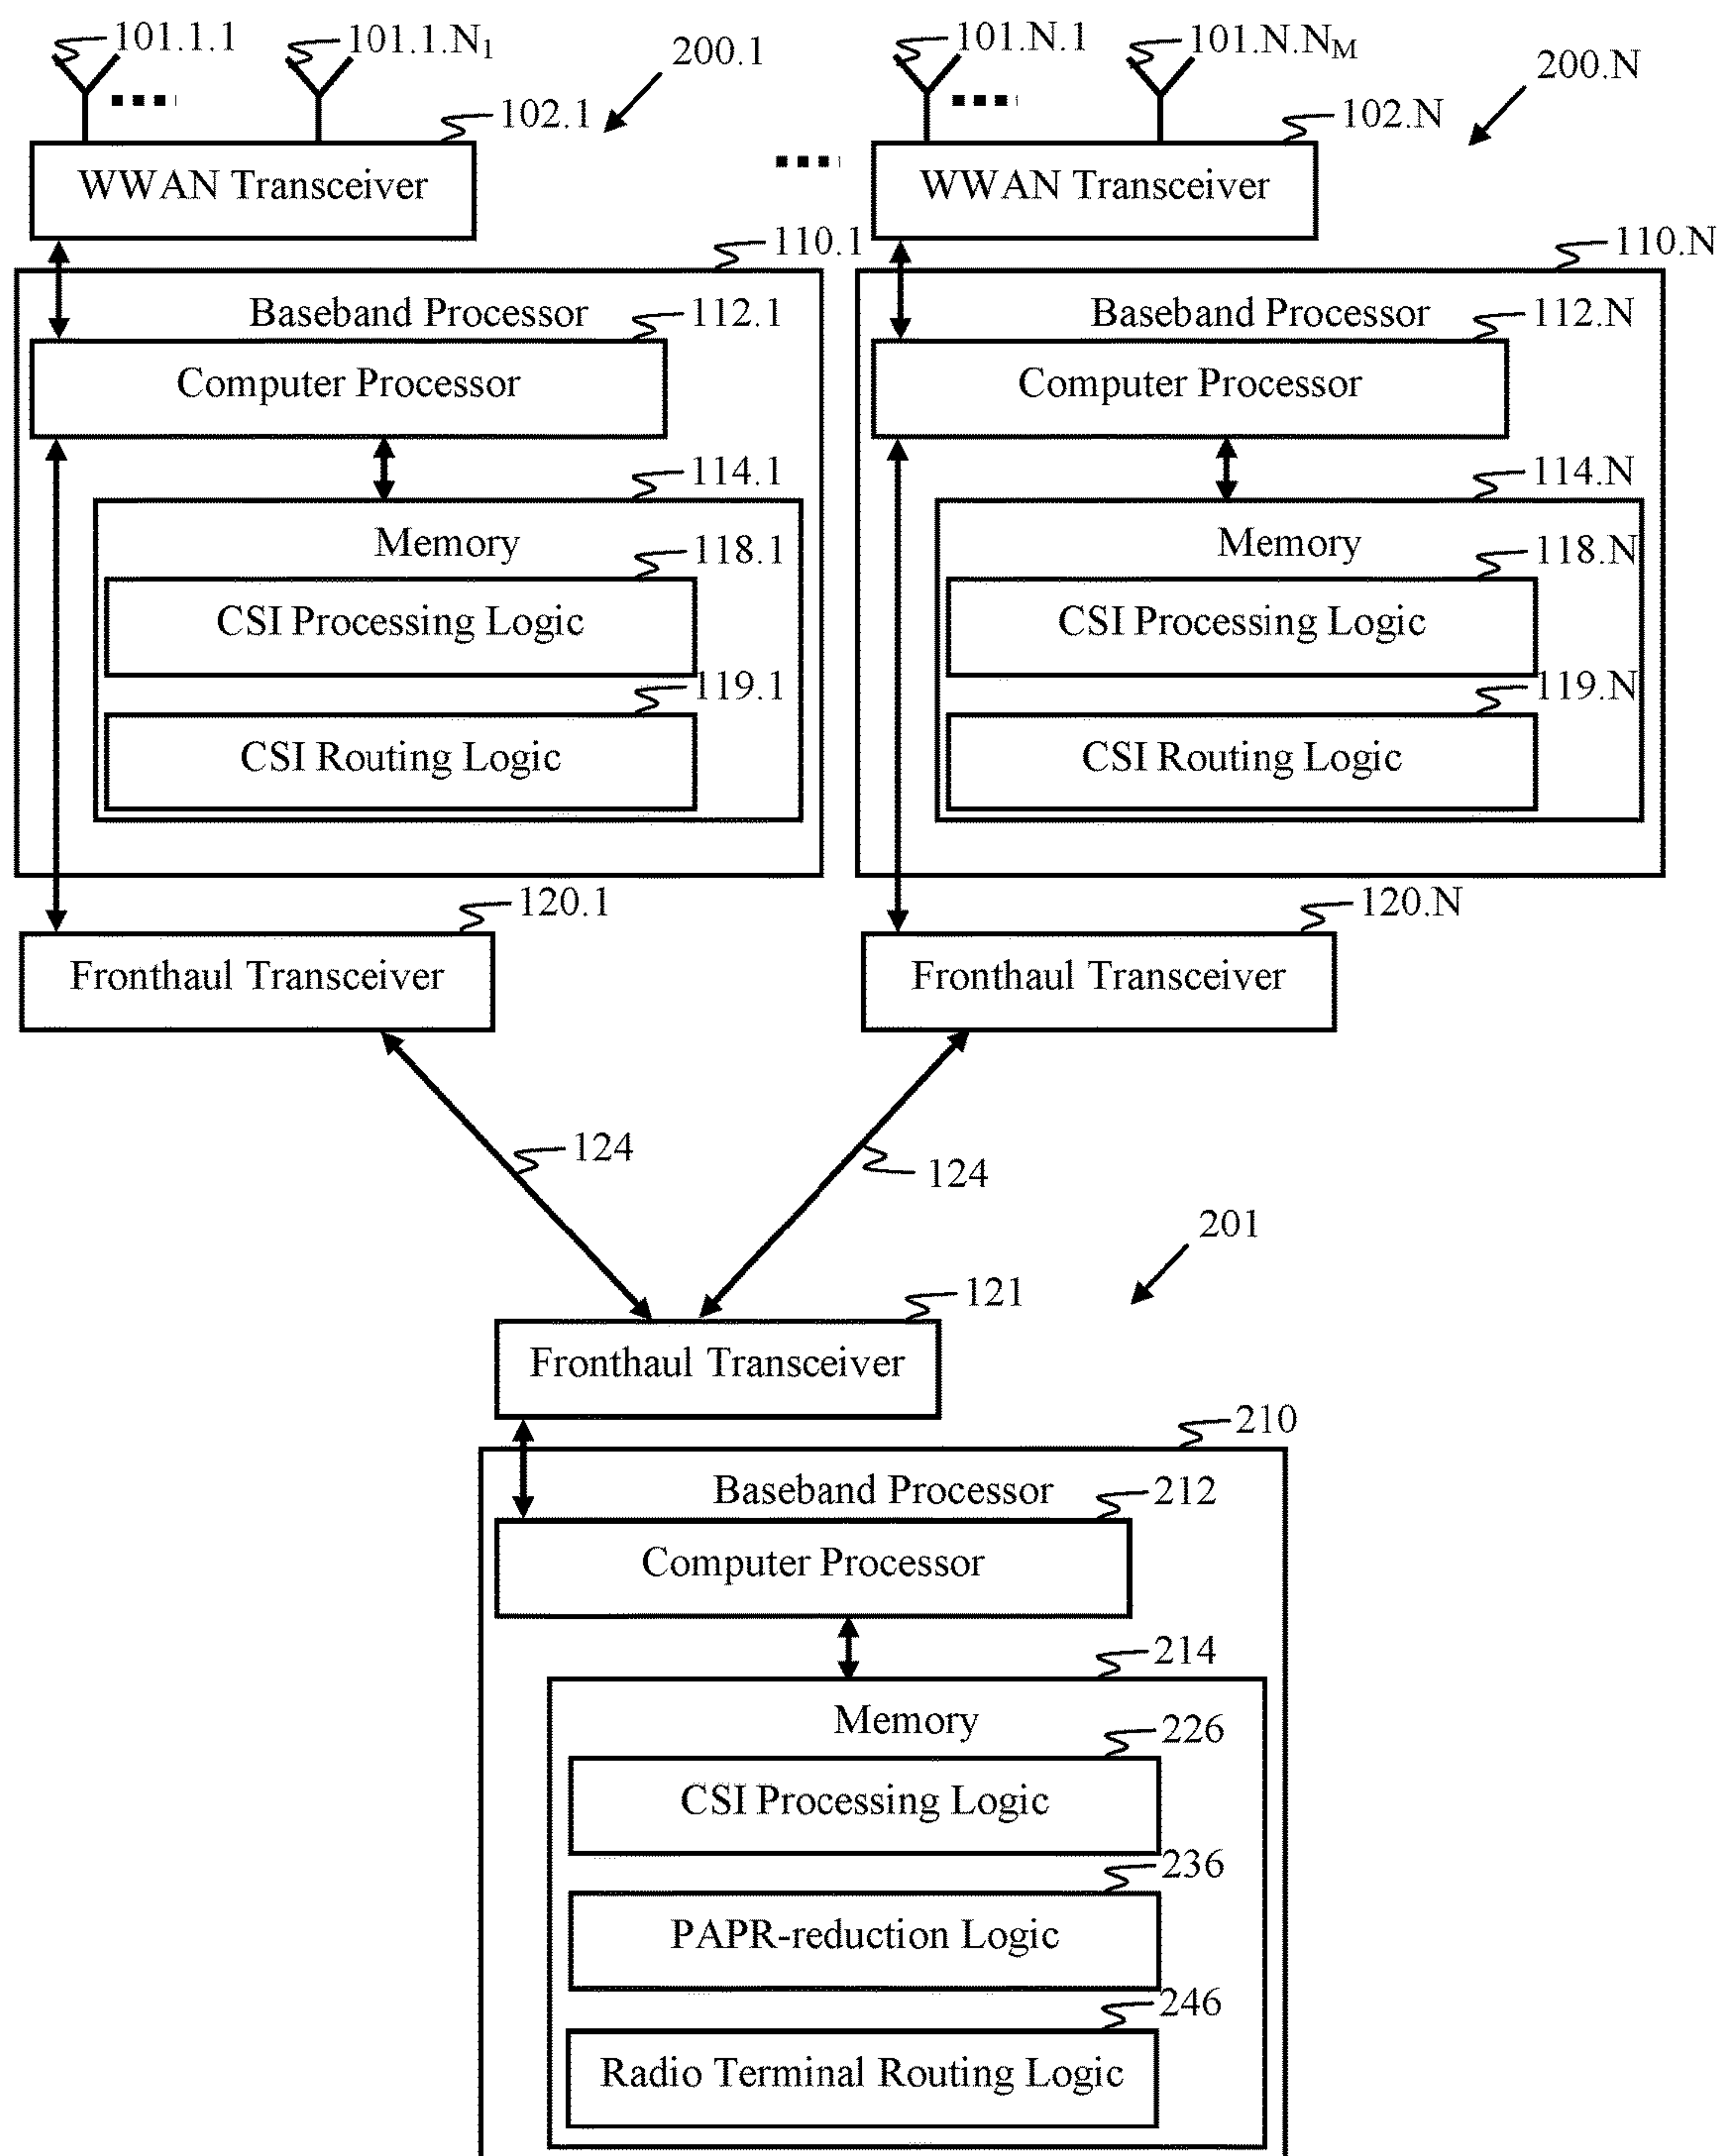 101.1.1
101.1.N1
200.1
101.N.1
101.N.NM
200.N
102.1
102.N
WWAN Transceiver
WWAN Transceiver
110.1
110.N
Baseband Processor
112.1
Baseband Processor
112.N
Computer Processor
Computer Processor
114.1
114.N
Memory
Memory
118.1
118.N
CSI Processing Logic
CSI Processing Logic
119.1
119.N
CSI Routing Logic
CSI Routing Logic
120.1
120.N
Fronthaul Transceiver
Fronthaul Transceiver
124
124
201
121
Fronthaul Transceiver
210
Baseband Processor
212
Computer Processor
214
Memory
226
CSI Processing Logic
236
PAPR-reduction Logic
246
Radio Terminal Routing Logic